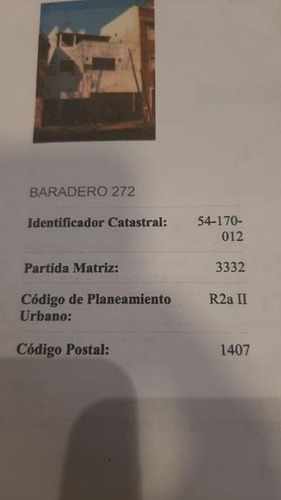 BARADERO 272
Identificador Catastral: 54-170-
012
Partida Matriz: 3332
Código de Planeamiento R2a II
Urbano:
Código Postal: 1407